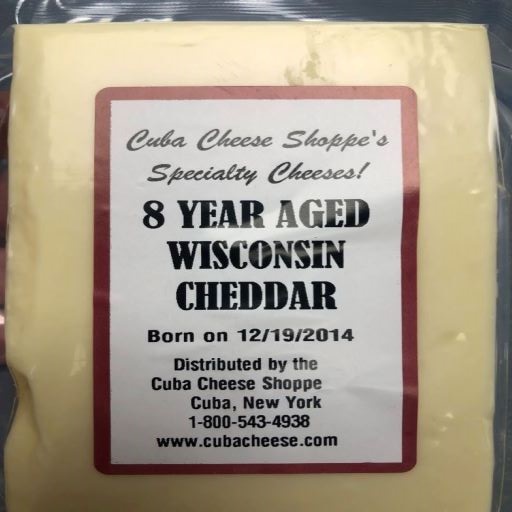 Cuba Cheese Shoppe's
Specialty Cheeses!
8 YEAR AGED
WISCONSIN
CHEDDAR
Born on 12/19/2014
Distributed by the
Cuba Cheese Shoppe
Cuba, New York
1-800-543-4938
www.cubacheese.com